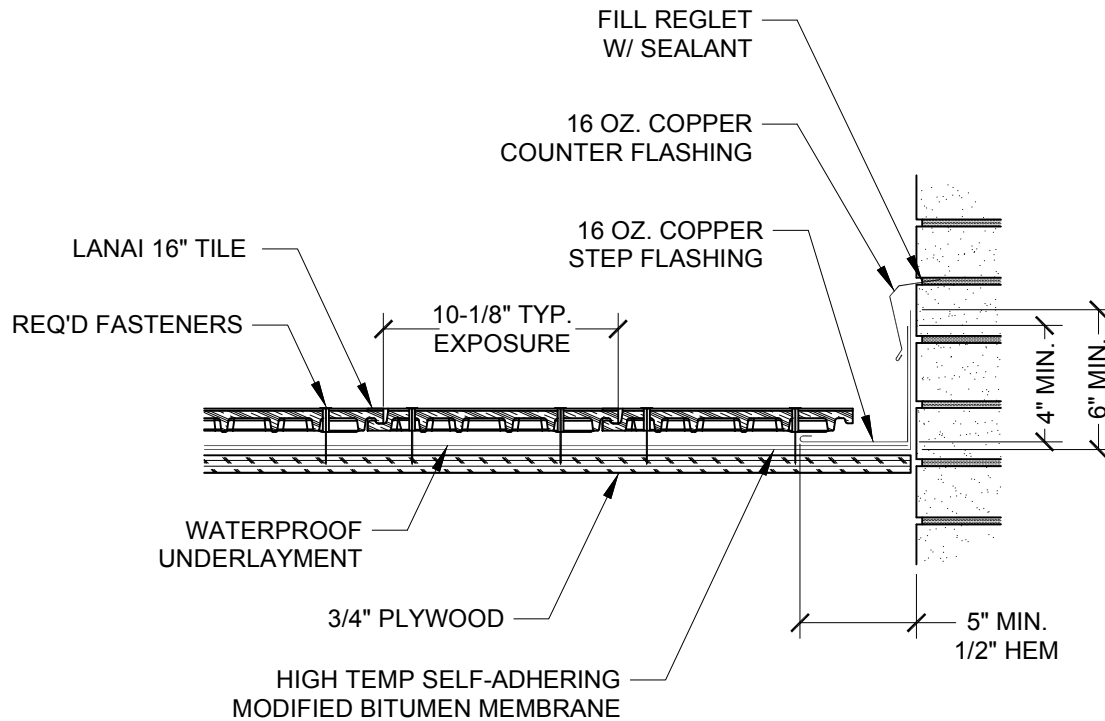 FILL REGLET
W/ SEALANT
16 OZ. COPPER
COUNTER FLASHING
LANAI 16" TILE
16 OZ. COPPER
STEP FLASHING
REQ'D FASTENERS
10-1/8" TYP.
EXPOSURE
4" MIN.
6" MIN.
WATERPROOF
UNDERLAYMENT
3/4" PLYWOOD
5" MIN.
1/2" HEM
HIGH TEMP SELF-ADHERING
MODIFIED BITUMEN MEMBRANE